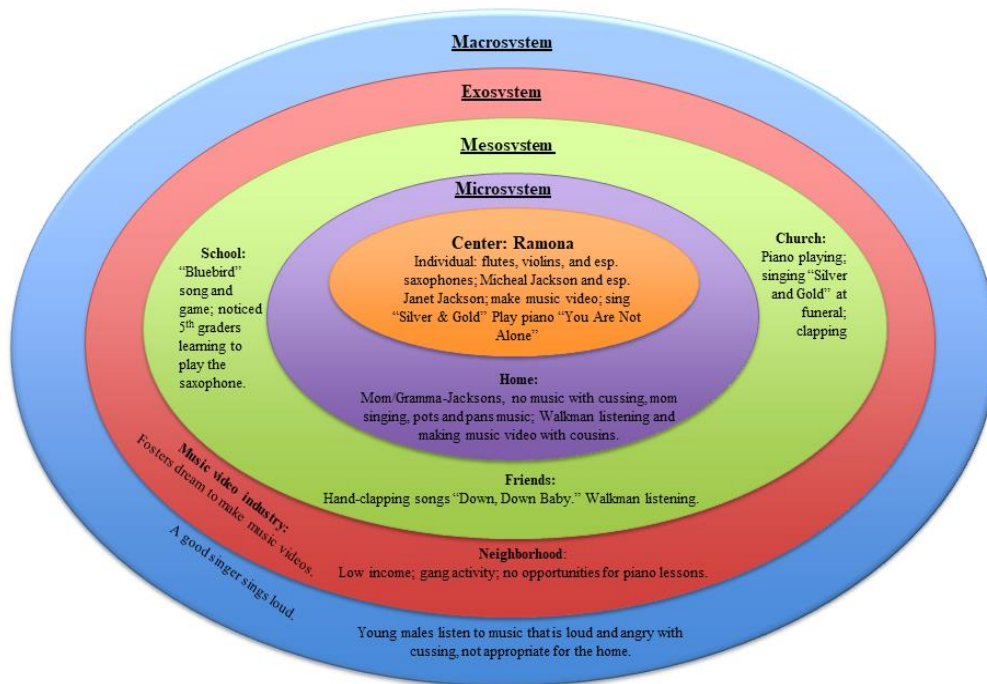 Macrosystem
Exosystem
Mesosystem
Microsystem
Center: Ramona
Individual: flutes, violins, and esp.
saxophones; Micheal Jackson and esp.
Janet Jackson; make music video; sing
“Silver & Gold” Play piano “You Are Not
Alone”
School:
“Bluebird”
song and
game; noticed
5th graders
learning to
play the
saxophone.
Church:
Piano playing;
singing “Silver
and Gold” at
funeral;
clapping
Home:
Mom/Gramma-Jacksons, no music with cussing, mom
singing, pots and pans music; Walkman listening and
making music video with cousins.
Friends:
Hand-clapping songs “Down, Down Baby.” Walkman listening.
Music video industry:
Fosters dream to make music videos.
Neighborhood:
Low income; gang activity; no opportunities for piano lessons.
A good singer sings loud.
Young males listen to music that is loud and angry with
cussing, not appropriate for the home.